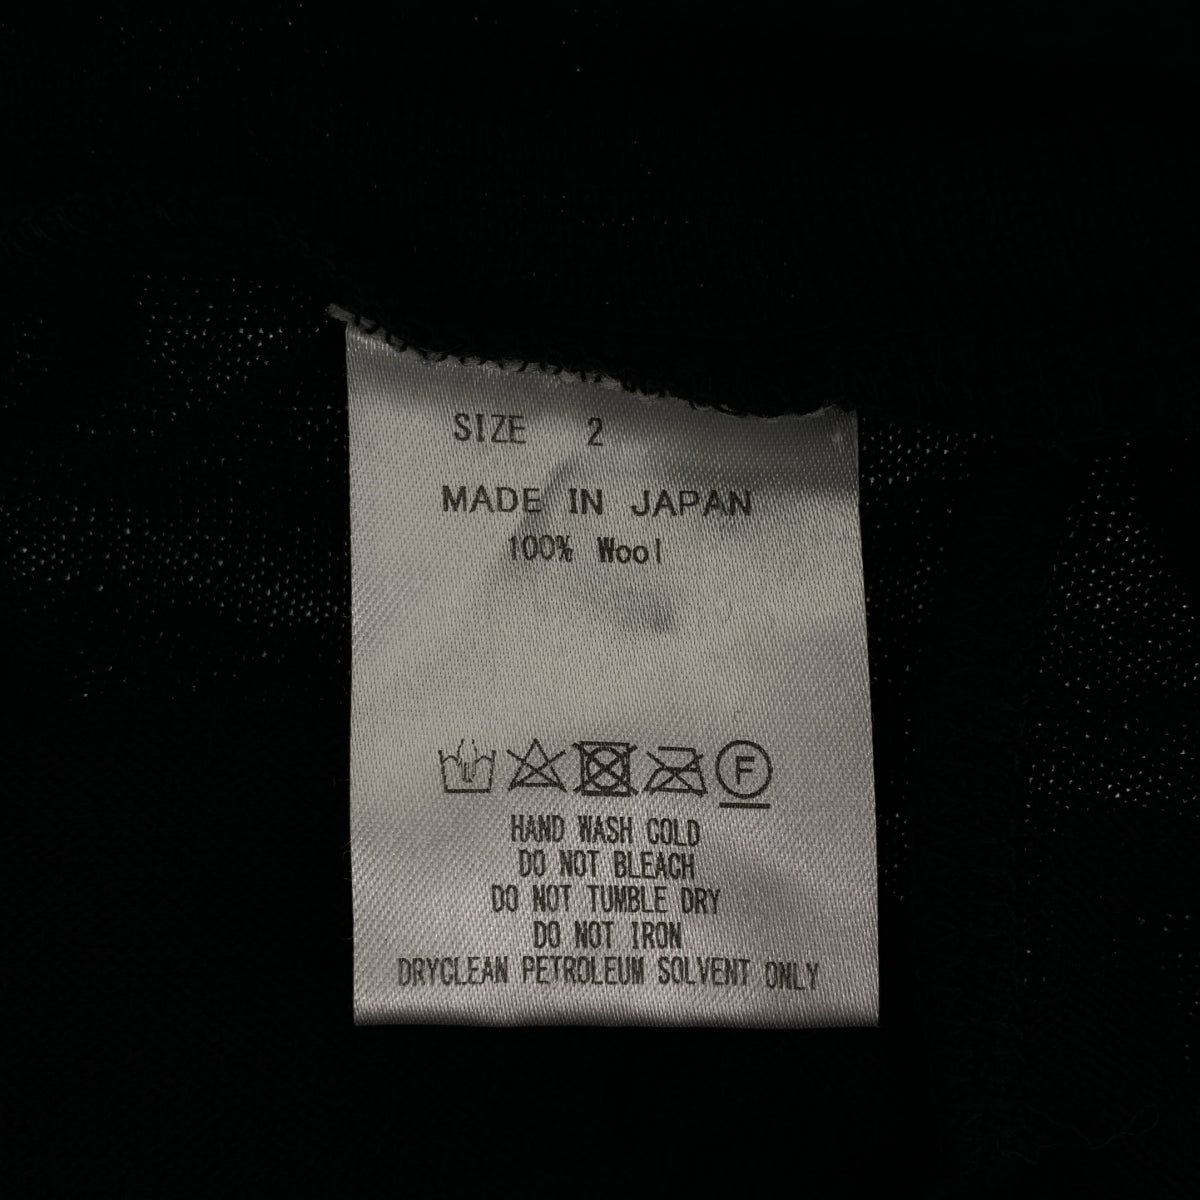 SIZE 2
MADE IN JAPAN
100% Wool
F
HAND WASH COLD
DO NOT BLEACH
DO NOT TUMBLE DRY
DO NOT IRON
DRYCLEAN PETROLEUM SOLVENT ONLY